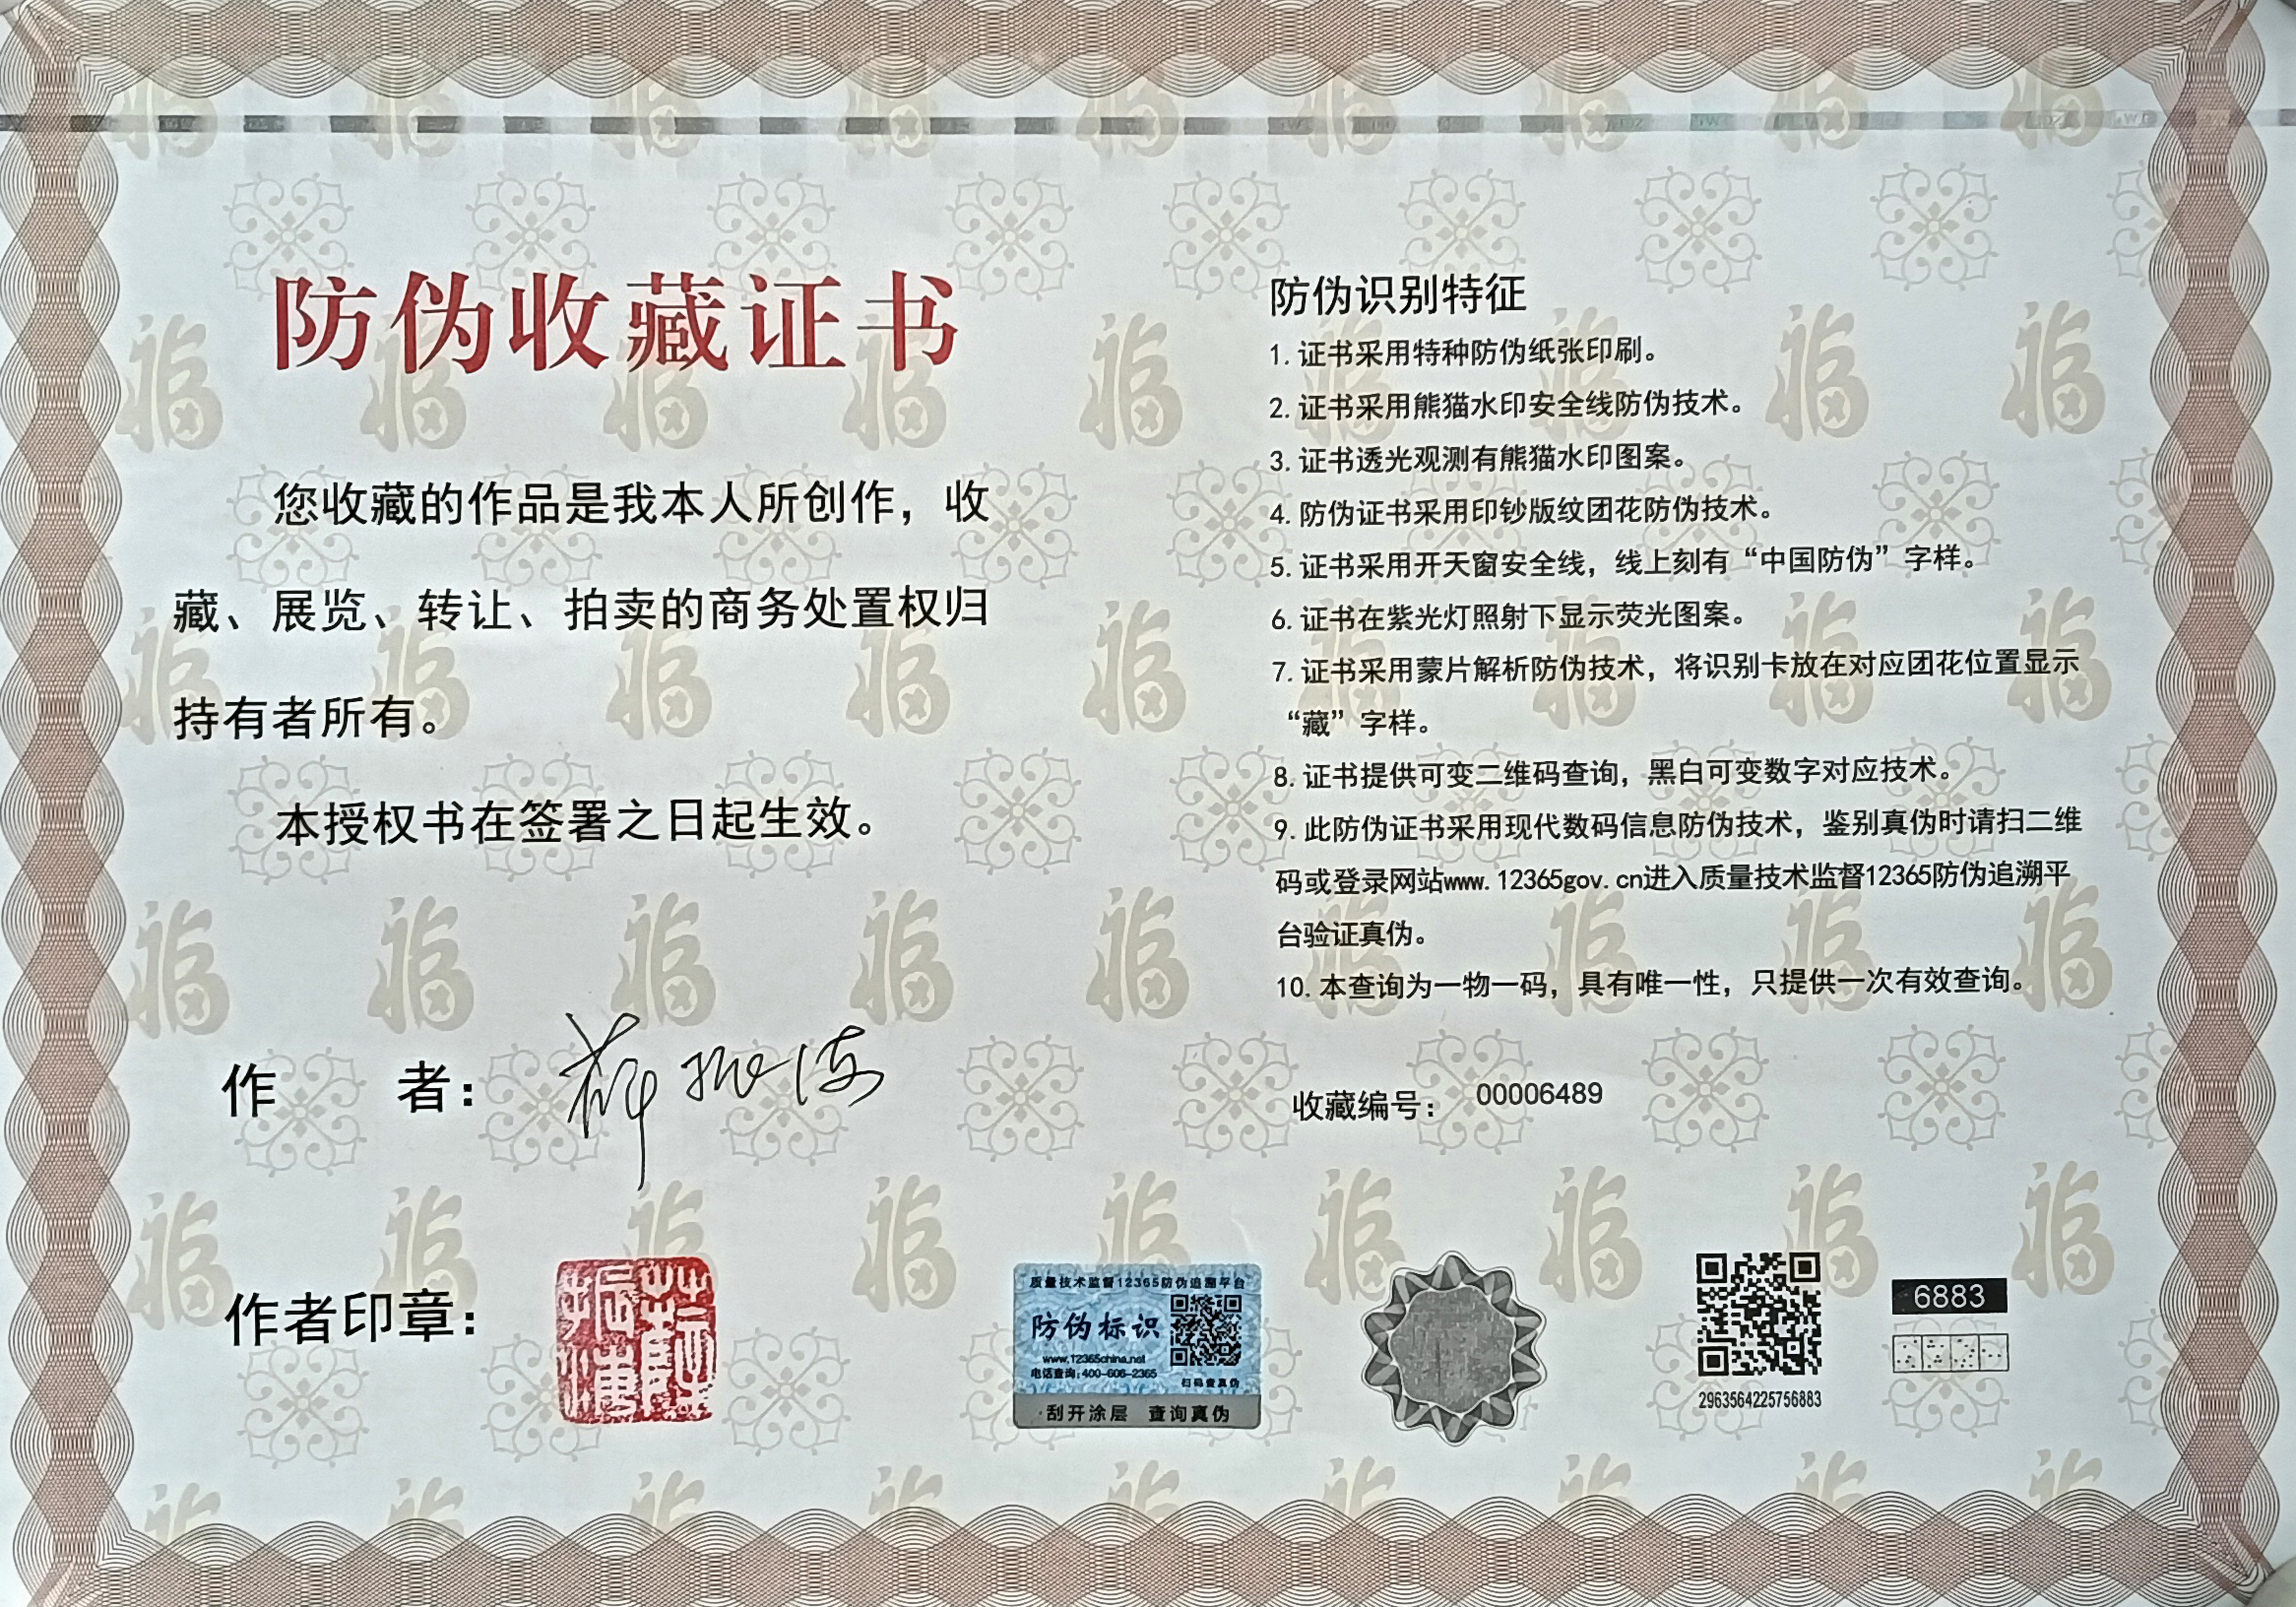 防伪收藏证书
您收藏的作品是我本人所创作，收
藏、展览、转让、拍卖的商务处置权归
持有者所有。
本授权书在签署之日起生效。
作 者：
作者印章：
防伪识别特征
1.证书采用特种防伪纸张印刷。
2.证书采用熊猫水印安全线防伪技术。
3.证书透光观测有熊猫水印图案。
4.防伪证书采用印钞版纹团花防伪技术。
5.证书采用开天窗安全线，线上刻有“中国防伪”字样。
6.证书在紫光灯照射下显示荧光图案。
7.证书采用蒙片解析防伪技术，将识别卡放在对应团花位置显示
“藏”字样。
8.证书提供可变二维码查询，黑白可变数字对应技术。
9.此防伪证书采用现代数码信息防伪技术，鉴别真伪时请扫二维
码或登录网站www.12365gov.cn进入质量技术监督12365防伪追溯平
台验证真伪。
10.本查询为一物一码，具有唯一性，只提供一次有效查询。
收藏编号： 00006489
质量技术监督12365防伪追溯平台
防伪标识
www.12365china.net
电话查询:400-606-2365
扫码查真伪
刮开涂层 查询真伪
2963564225756883
6883